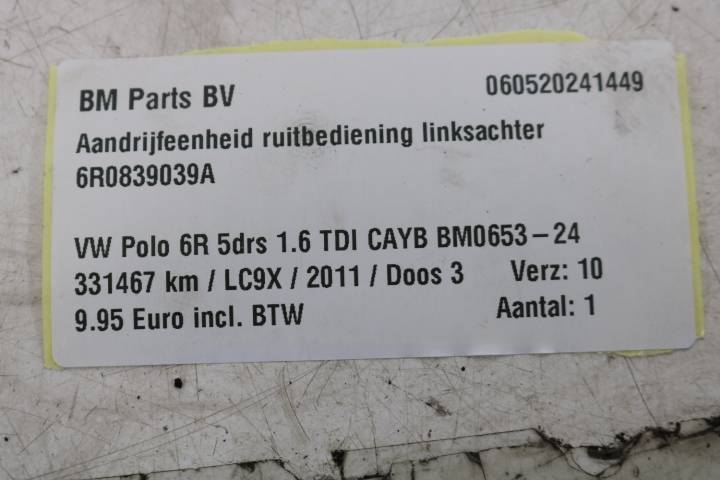 BM Parts BV 060520241449
Aandrijfeenheid ruitbediening linksachter
6R0839039A
VW Polo 6R 5drs 1.6 TDI CAYB BM0653-24
331467 km / LC9X / 2011 / Doos 3 Verz: 10
9.95 Euro incl. BTW Aantal: 1